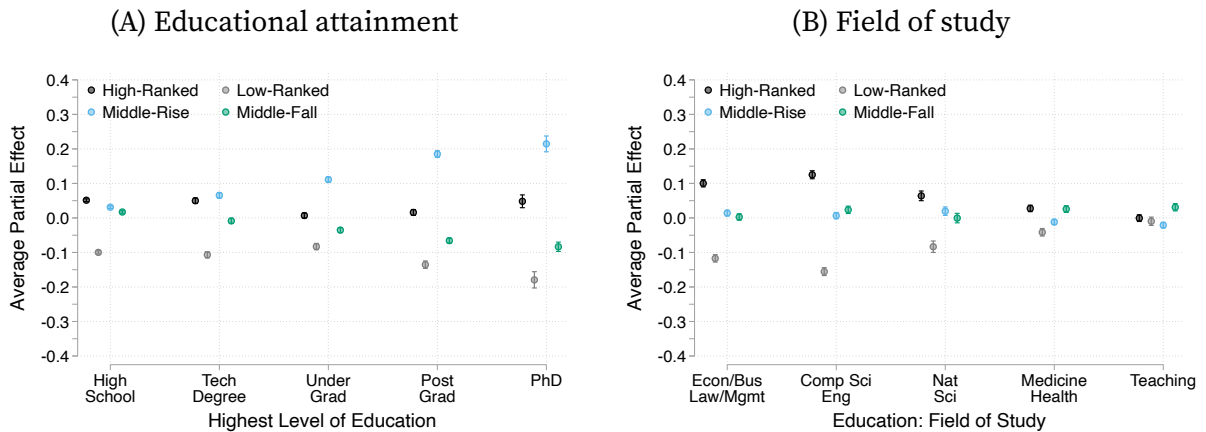 (A) Educational attainment
Average Partial Effect
0.4
0.3
0.2
0.1
0.0
-0.1
-0.2
-0.3
-0.4
High-Ranked Low-Ranked
Middle-Rise Middle-Fall
High School
Tech Degree
Under Grad
Post Grad
PhD
Highest Level of Education
(B) Field of study
Average Partial Effect
0.4
0.3
0.2
0.1
0.0
-0.1
-0.2
-0.3
-0.4
High-Ranked Low-Ranked
Middle-Rise Middle-Fall
Econ/Bus Law/Mgmt
Comp Sci Eng
Nat Sci
Medicine Health
Teaching
Education: Field of Study